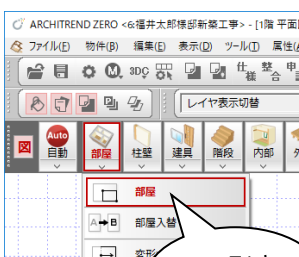 ARCHITREND ZERO <6:福井太郎様邸新築工事> - [1階 平面
ファイル(F) 物件(B) 編集(E) 表示(D) ツール(T) 属性(
3DC 仕様 整合 申
レイヤ表示切替
図 Auto 自動 部屋 柱壁 建具 階段 内部
部屋
A→B 部屋入替
変形